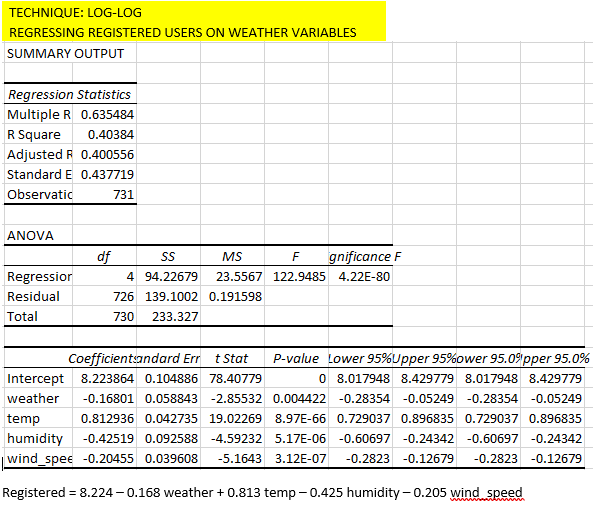 TECHNIQUE: LOG-LOG
REGRESSING REGISTERED USERS ON WEATHER VARIABLES
SUMMARY OUTPUT
Regression Statistics
Multiple R 0.635484
R Square 0.40384
Adjusted R 0.400556
Standard E 0.437719
Observatic 731
ANOVA
df SS MS F gnificance F
Regression 4 94.22679 23.5567 122.9485 4.22E-80
Residual 726 139.1002 0.191598
Total 730 233.327
Coefficients andard Err t Stat P-value Lower 95% Upper 95% ower 95.0% pper 95.0%
Intercept 8.223864 0.104886 78.40779 0 8.017948 8.429779 8.017948 8.429779
weather -0.16801 0.058843 -2.85532 0.004422 -0.28354 -0.05249 -0.28354 -0.05249
temp 0.812936 0.042735 19.02269 8.97E-66 0.729037 0.896835 0.729037 0.896835
humidity -0.42519 0.092588 -4.59232 5.17E-06 -0.60697 -0.24342 -0.60697 -0.24342
wind_spee -0.20455 0.039608 -5.1643 3.12E-07 -0.2823 -0.12679 -0.2823 -0.12679
Registered = 8.224 – 0.168 weather + 0.813 temp – 0.425 humidity – 0.205 wind_speed